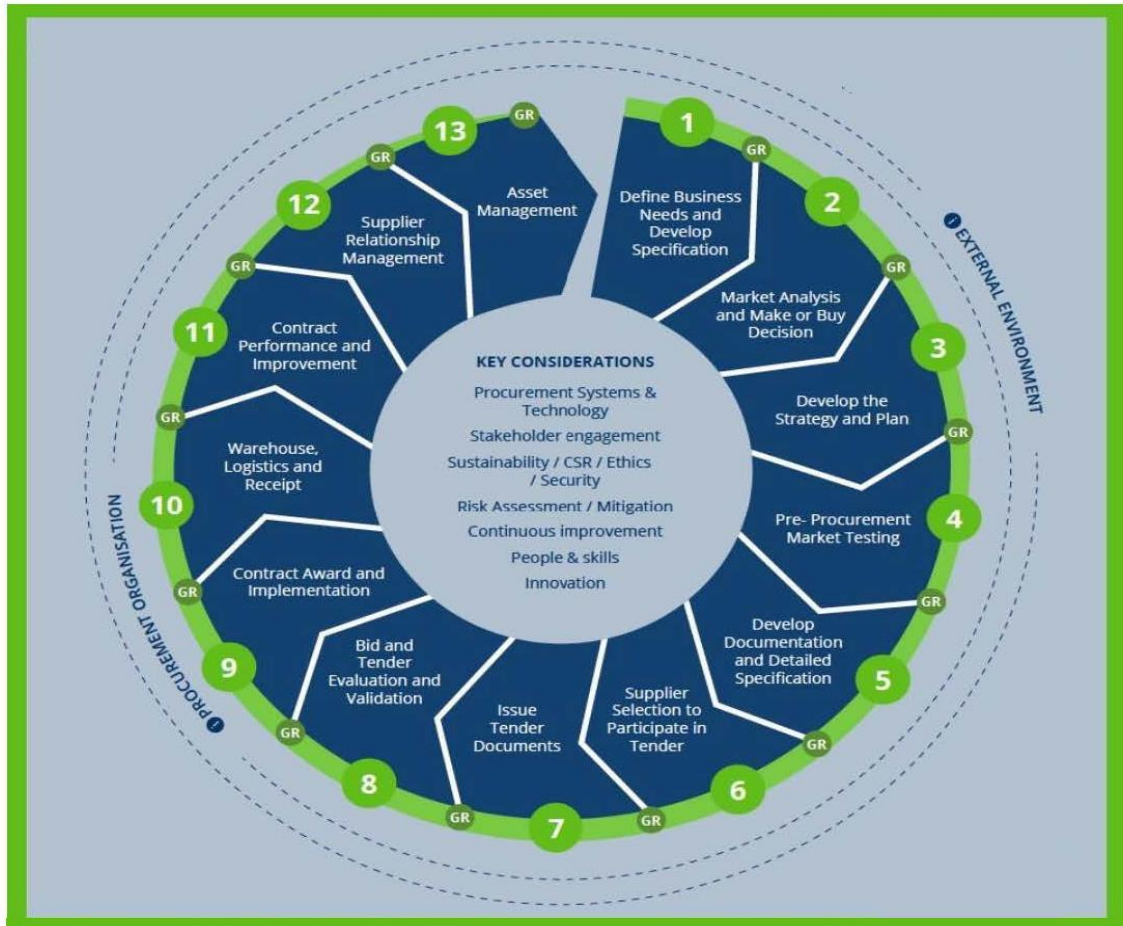 1
Define Business
Needs and
Develop
Specification
GR
2
Market Analysis
and Make or Buy
Decision
GR
3
Develop the
Strategy and Plan
GR
4
Pre- Procurement
Market Testing
GR
5
Develop
Documentation
and Detailed
Specification
GR
6
Supplier
Selection to
Participate in
Tender
GR
7
Issue
Tender
Documents
GR
8
Bid and
Tender
Evaluation and
Validation
GR
9
Contract Award and
Implementation
GR
10
Warehouse,
Logistics and
Receipt
GR
11
Contract
Performance and
Improvement
GR
12
Supplier
Relationship
Management
GR
13
Asset
Management
GR
KEY CONSIDERATIONS
Procurement Systems &
Technology
Stakeholder engagement
Sustainability / CSR / Ethics
/ Security
Risk Assessment / Mitigation
Continuous improvement
People & skills
Innovation
i EXTERNAL ENVIRONMENT
i PROCUREMENT ORGANISATION